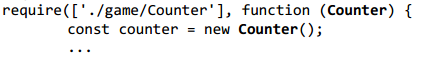 require(['./game/Counter'], function (Counter) {
        const counter = new Counter();
        ...